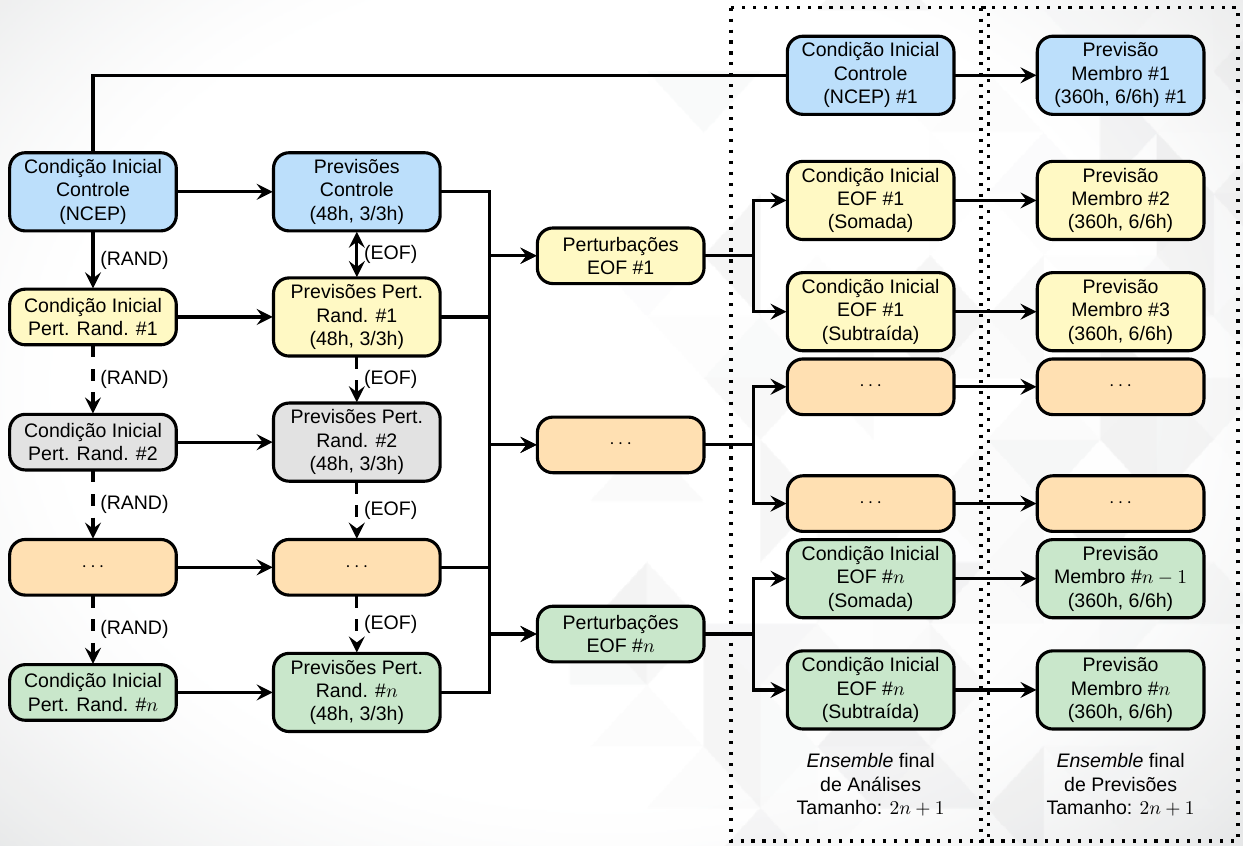 Condição Inicial
Controle
(NCEP) #1
Previsão
Membro #1
(360h, 6/6h) #1
Condição Inicial
Controle
(NCEP)
Previsões
Controle
(48h, 3/3h)
Condição Inicial
EOF #1
(Somada)
Previsão
Membro #2
(360h, 6/6h)
(RAND)
(EOF)
Perturbações
EOF #1
Condição Inicial
Pert. Rand. #1
Previsões Pert.
Rand. #1
(48h, 3/3h)
Condição Inicial
EOF #1
(Subtraída)
Previsão
Membro #3
(360h, 6/6h)
(RAND)
(EOF)
...
...
Condição Inicial
Pert. Rand. #2
Previsões Pert.
Rand. #2
(48h, 3/3h)
...
(RAND)
(EOF)
...
...
...
...
Condição Inicial
EOF #n
(Somada)
Previsão
Membro #n − 1
(360h, 6/6h)
(RAND)
(EOF)
Perturbações
EOF #n
Condição Inicial
Pert. Rand. #n
Previsões Pert.
Rand. #n
(48h, 3/3h)
Condição Inicial
EOF #n
(Subtraída)
Previsão
Membro #n
(360h, 6/6h)
Ensemble final
de Análises
Tamanho: 2n + 1
Ensemble final
de Previsões
Tamanho: 2n + 1